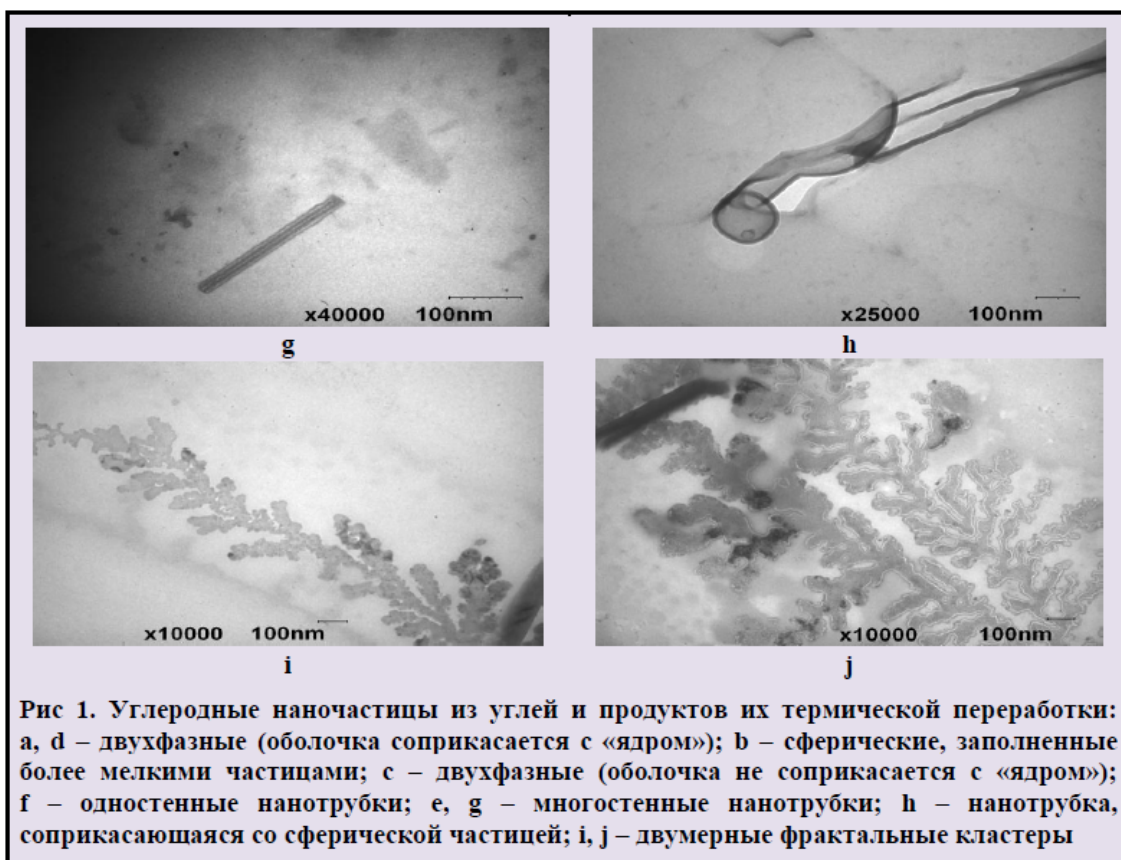 x40000 100nm
x25000 100nm
g
h
x10000 100nm
x10000 100nm
i
j
Рис 1. Углеродные наночастицы из углей и продуктов их термической переработки:
a, d – двухфазные (оболочка соприкасается с «ядром»); b – сферические, заполненные
более мелкими частицами; c – двухфазные (оболочка не соприкасается с «ядром»);
f – одностенные нанотрубки; e, g – многостенные нанотрубки; h – нанотрубка,
соприкасающаяся со сферической частицей; i, j – двумерные фрактальные кластеры